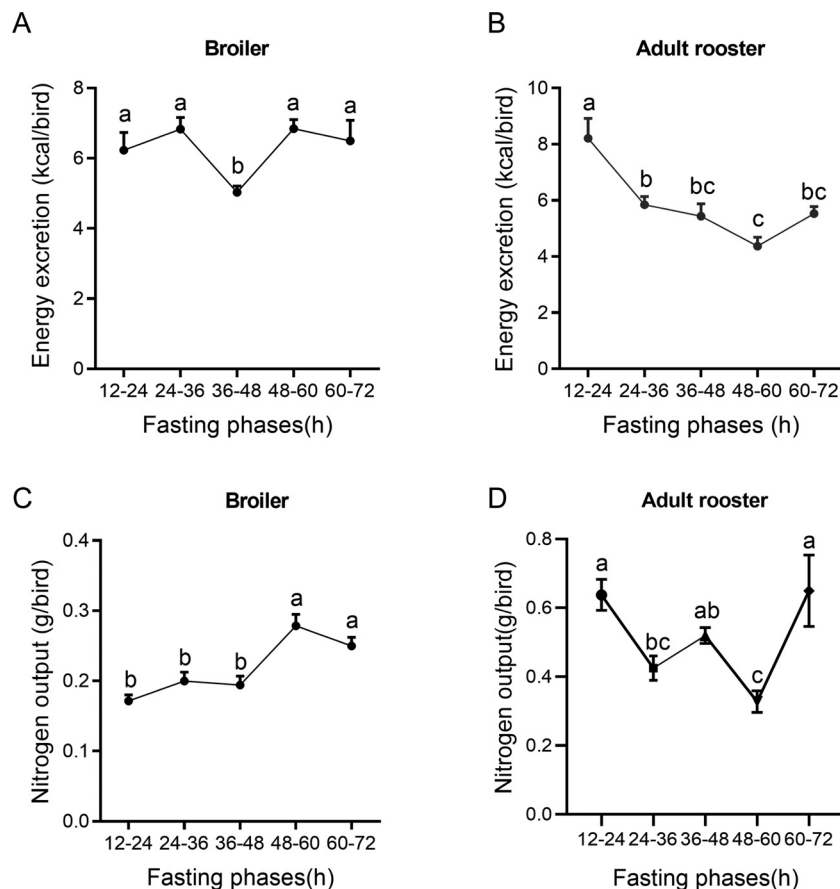 A
Broiler
Energy excretion (kcal/bird)
8
6
4
2
0
a
a
b
a
a
12-24 24-36 36-48 48-60 60-72
Fasting phases(h)
B
Adult rooster
Energy excretion (kcal/bird)
10
8
6
4
2
0
a
b
bc
c
bc
12-24 24-36 36-48 48-60 60-72
Fasting phases (h)
C
Broiler
Nitrogen output (g/bird)
0.4
0.3
0.2
0.1
0.0
b
b
b
a
a
12-24 24-36 36-48 48-60 60-72
Fasting phases(h)
D
Adult rooster
Nitrogen output(g/bird)
0.8
0.6
0.4
0.2
0.0
a
bc
ab
c
a
12-24 24-36 36-48 48-60 60-72
Fasting phases(h)